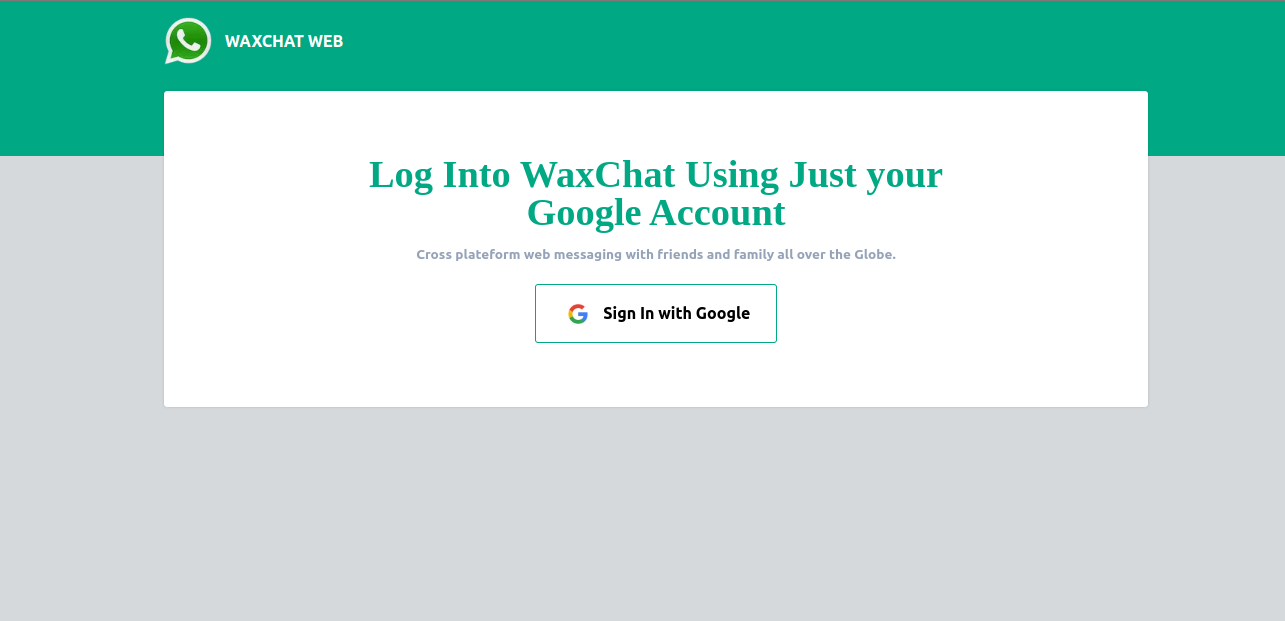 WAXCHAT WEB
Log Into WaxChat Using Just your
Google Account
Cross plateform web messaging with friends and family all over the Globe.
Sign In with Google